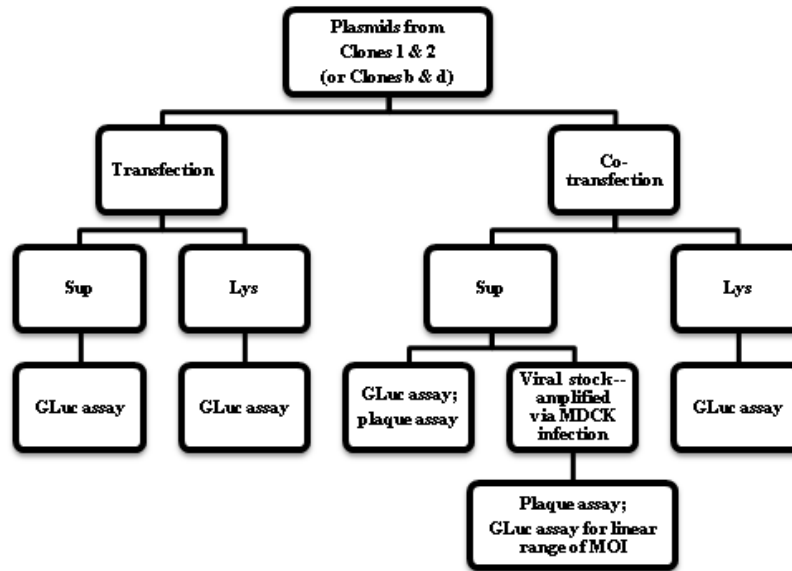 Plasmids from
Clones 1 & 2
(or Clones b & d)
Transfection
Co-
transfection
Sup
Lys
Sup
Lys
GLuc assay
GLuc assay
GLuc assay;
plaque assay
Viral stock--
amplified
via MDCK
infection
GLuc assay
Plaque assay;
GLuc assay for linear
range of MOI